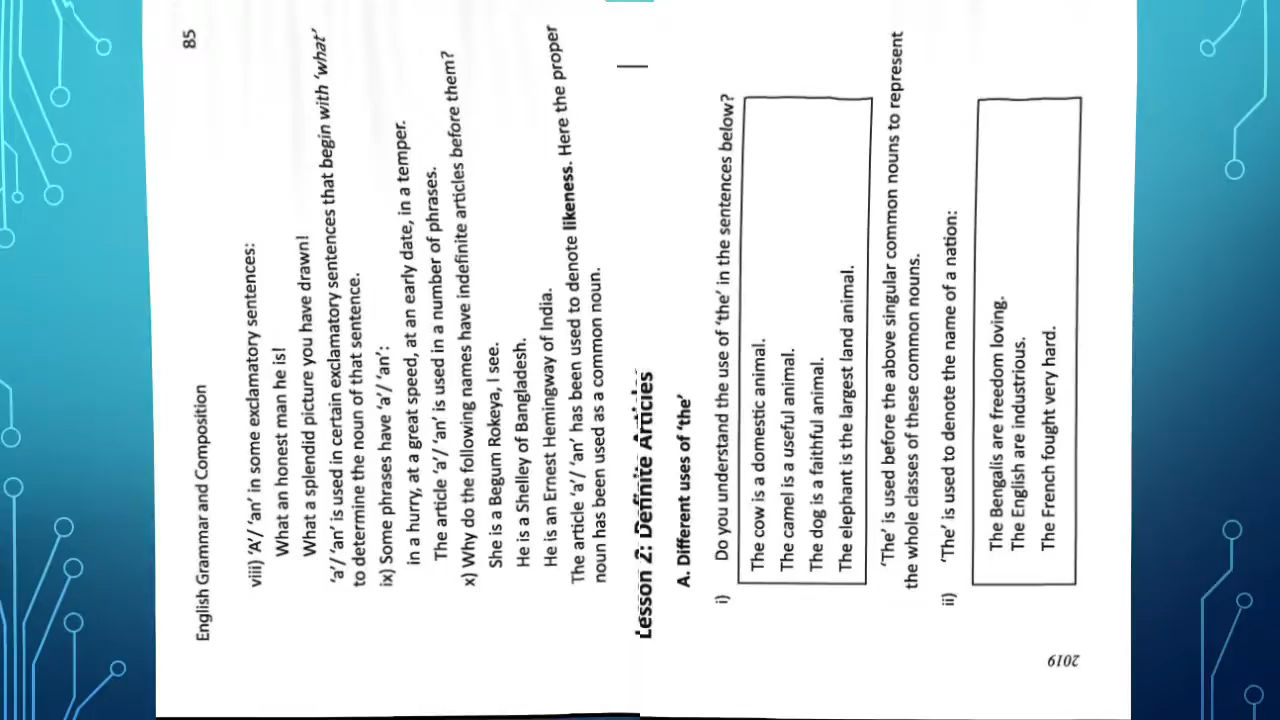 English Grammar and Composition 85
viii) ‘A’/ ‘an’ in some exclamatory sentences:
What an honest man he is!
What a splendid picture you have drawn!
‘a’/ ‘an’ is used in certain exclamatory sentences that begin with ‘what’
to determine the noun of that sentence.
ix) Some phrases have ‘a’/ ‘an’:
in a hurry, at a great speed, at an early date, in a temper.
The article ‘a’/ ‘an’ is used in a number of phrases.
x) Why do the following names have indefinite articles before them?
She is a Begum Rokeya, I see.
He is a Shelley of Bangladesh.
He is an Ernest Hemingway of India.
The article ‘a’/ ‘an’ has been used to denote likeness. Here the proper
noun has been used as a common noun.
Lesson 2: Definite Articles
A. Different uses of ‘the’
i) Do you understand the use of ‘the’ in the sentences below?
The cow is a domestic animal.
The camel is a useful animal.
The dog is a faithful animal.
The elephant is the largest land animal.
‘The’ is used before the above singular common nouns to represent
the whole classes of these common nouns.
ii) ‘The’ is used to denote the name of a nation:
The Bengalis are freedom loving.
The English are industrious.
The French fought very hard.
2019